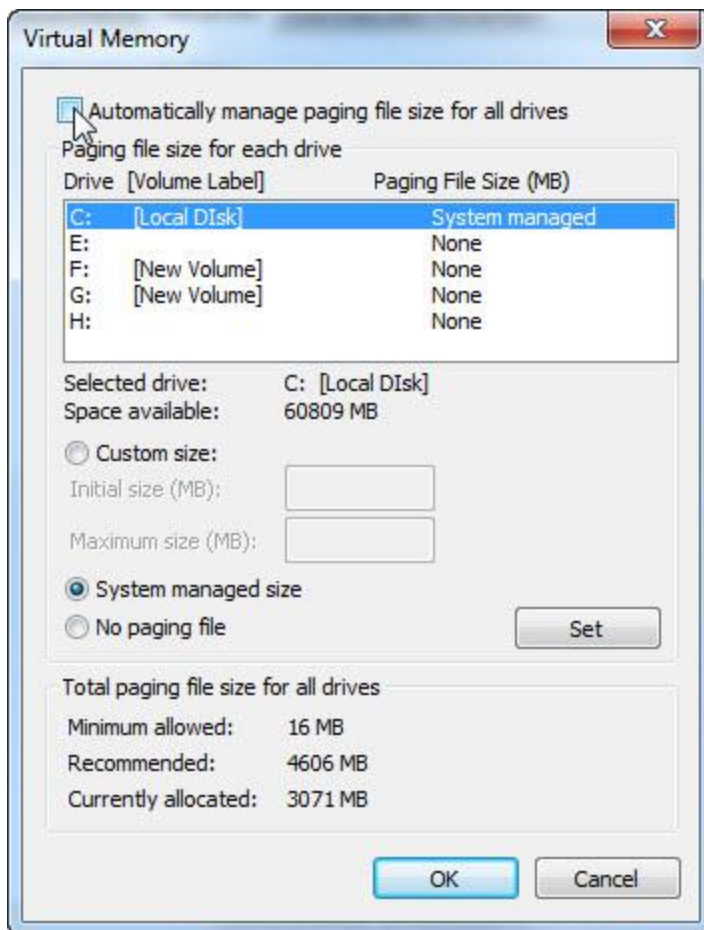 Virtual Memory
Automatically manage paging file size for all drives
Paging file size for each drive
Drive [Volume Label] Paging File Size (MB)
C: [Local DIsk] System managed
E: None
F: [New Volume] None
G: [New Volume] None
H: None
Selected drive: C: [Local DIsk]
Space available: 60809 MB
Custom size:
Initial size (MB):
Maximum size (MB):
System managed size
No paging file Set
Total paging file size for all drives
Minimum allowed: 16 MB
Recommended: 4606 MB
Currently allocated: 3071 MB
OK Cancel